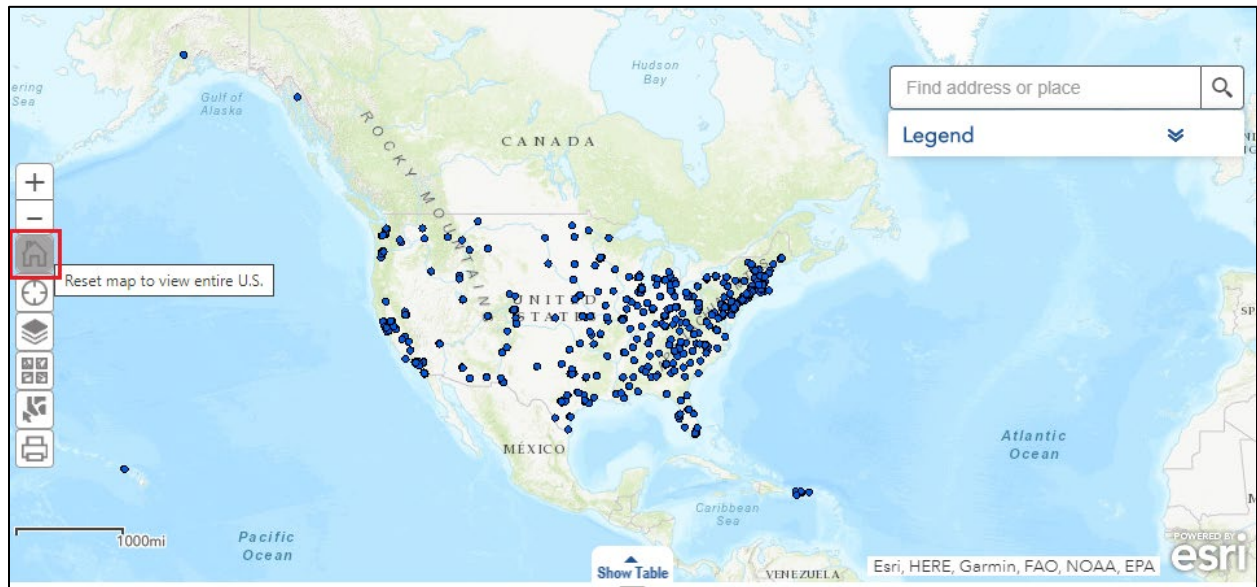 Hudson
Bay
ering
Sea
Gulf of
Alaska
Find address or place
Legend
ROCKY MOUNTAINS
CANADA
+
−
Reset map to view entire U.S.
UNITED
STATES
MÉXICO
Atlantic
Ocean
SP
Caribbean
Sea
1000mi
Pacific
Ocean
Show Table
VENEZUELA
Esri, HERE, Garmin, FAO, NOAA, EPA
POWERED BY
esri